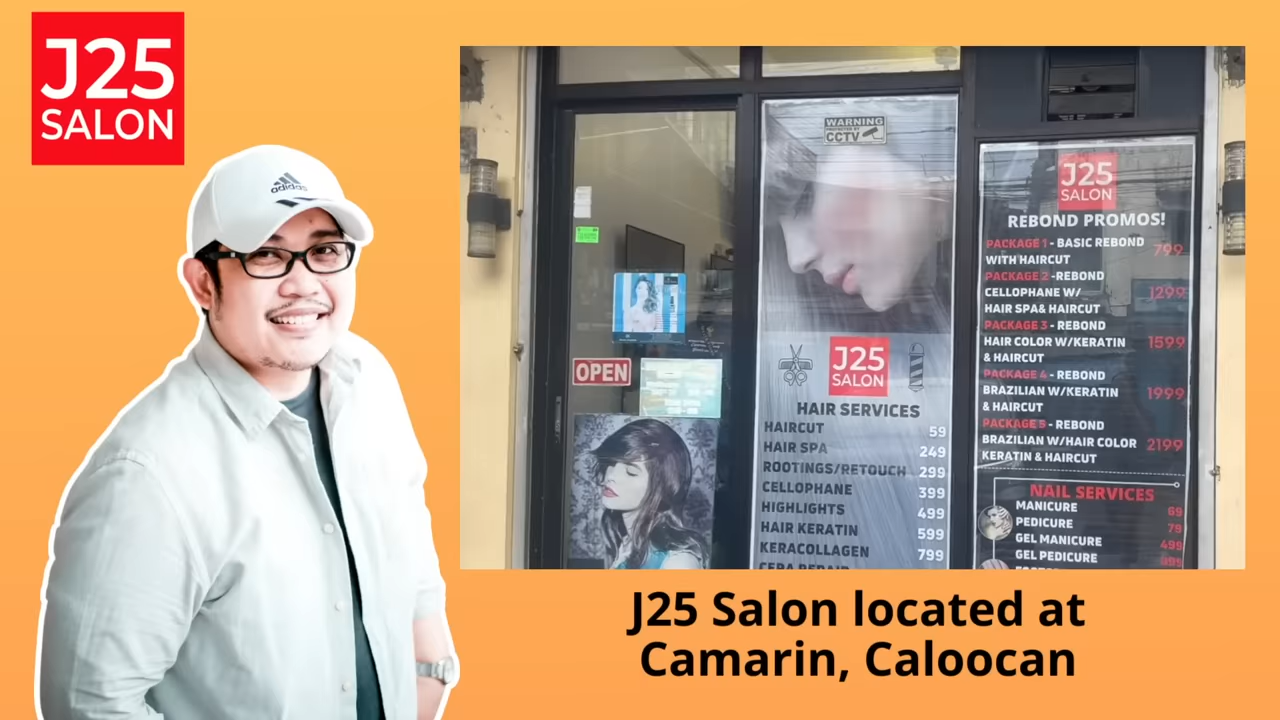 J25
SALON
adidas
WARNING
PROTECTED BY
CCTV
OPEN
J25
SALON
HAIR SERVICES
HAIRCUT 59
HAIR SPA 249
ROOTINGS/RETOUCH 299
CELLOPHANE 399
HIGHLIGHTS 499
HAIR KERATIN 599
KERACOLLAGEN 799
J25
SALON
REBOND PROMOS!
PACKAGE 1 - BASIC REBOND
WITH HAIRCUT 799
PACKAGE 2 -REBOND
CELLOPHANE W/ 1299
HAIR SPA& HAIRCUT
PACKAGE 3 - REBOND
HAIR COLOR W/KERATIN 1599
& HAIRCUT
PACKAGE 4 - REBOND
BRAZILIAN W/KERATIN 1999
& HAIRCUT
PACKAGE 5 - REBOND
BRAZILIAN W/HAIR COLOR 2199
KERATIN & HAIRCUT
NAIL SERVICES
MANICURE 69
PEDICURE 79
GEL MANICURE 499
GEL PEDICURE
J25 Salon located at
Camarin, Caloocan